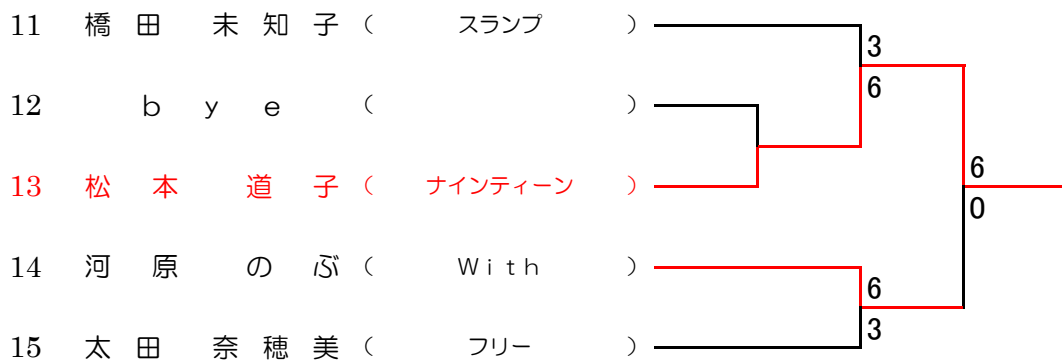 11 橋田 未知子 ( スランプ )
3
6
12 bye ( )
13 松本 道子 ( ナインティーン )
6
0
14 河原 のぶ ( With )
6
3
15 太田 奈穂美 ( フリー )